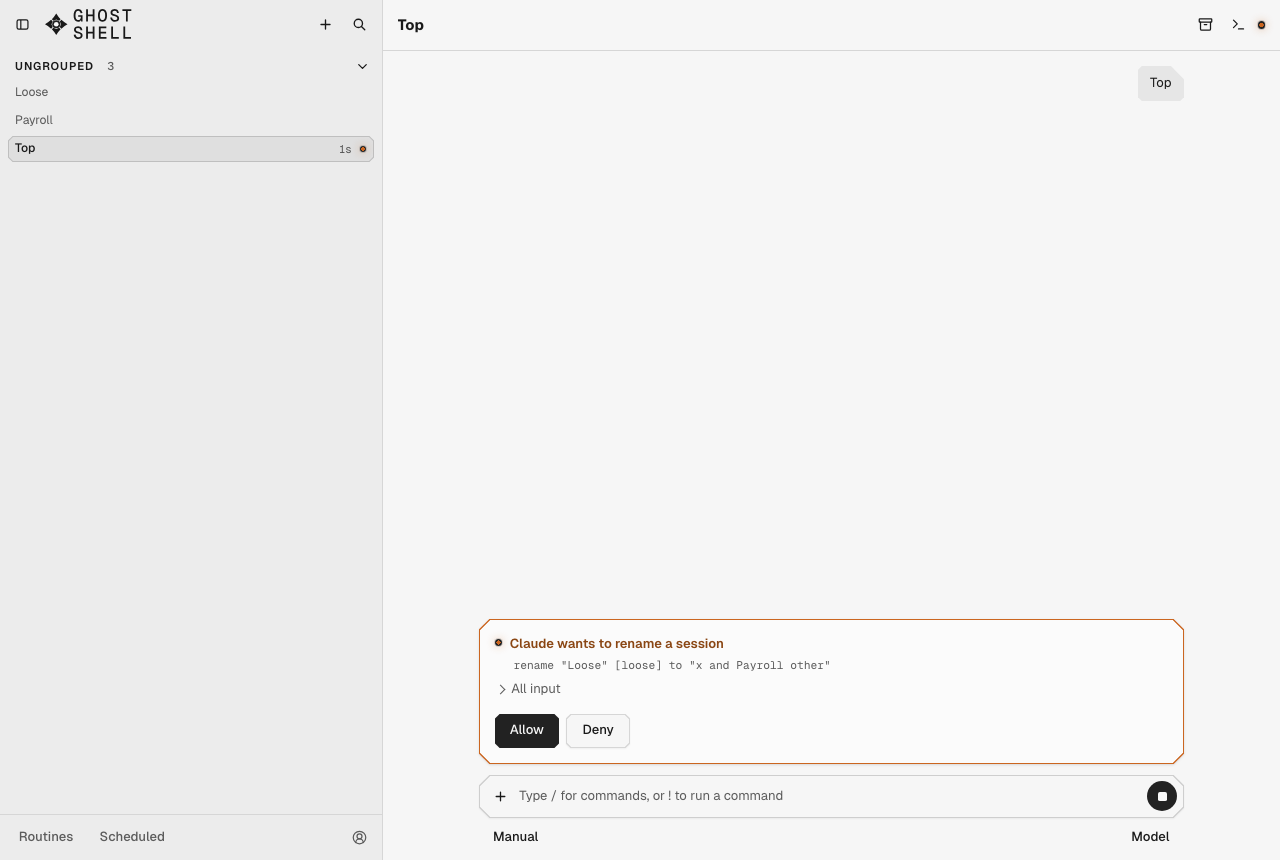 GHOST
SHELL
UNGROUPED 3
Loose
Payroll
Top 1s
Routines Scheduled
Top
Top
Claude wants to rename a session
rename "Loose" [loose] to "x and Payroll other"
All input
Allow Deny
Type / for commands, or ! to run a command
Manual Model